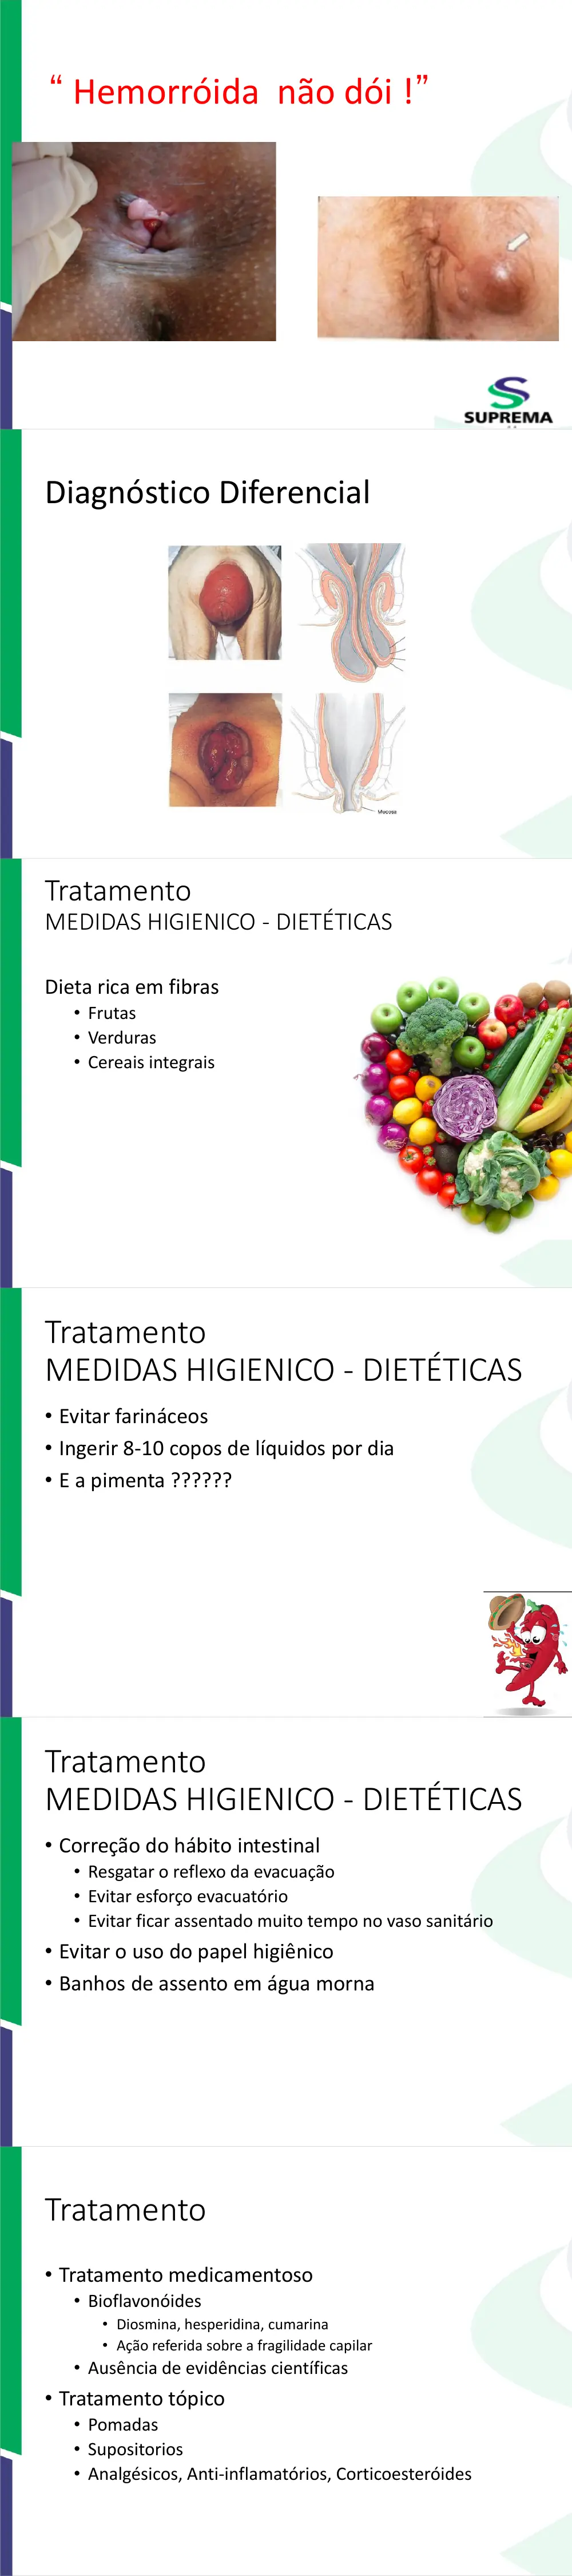 “ Hemorróida  não dói !”
SUPREMA
Diagnóstico Diferencial
Mucosa
Tratamento
MEDIDAS HIGIENICO - DIETÉTICAS
Dieta rica em fibras
• Frutas
• Verduras
• Cereais integrais
Tratamento
MEDIDAS HIGIENICO - DIETÉTICAS
• Evitar farináceos
• Ingerir 8-10 copos de líquidos por dia
• E a pimenta ??????
Tratamento
MEDIDAS HIGIENICO - DIETÉTICAS
• Correção do hábito intestinal
• Resgatar o reflexo da evacuação
• Evitar esforço evacuatório
• Evitar ficar assentado muito tempo no vaso sanitário
• Evitar o uso do papel higiênico
• Banhos de assento em água morna
Tratamento
• Tratamento medicamentoso
• Bioflavonóides
• Diosmina, hesperidina, cumarina
• Ação referida sobre a fragilidade capilar
• Ausência de evidências científicas
• Tratamento tópico
• Pomadas
• Supositorios
• Analgésicos, Anti-inflamatórios, Corticoesteróides